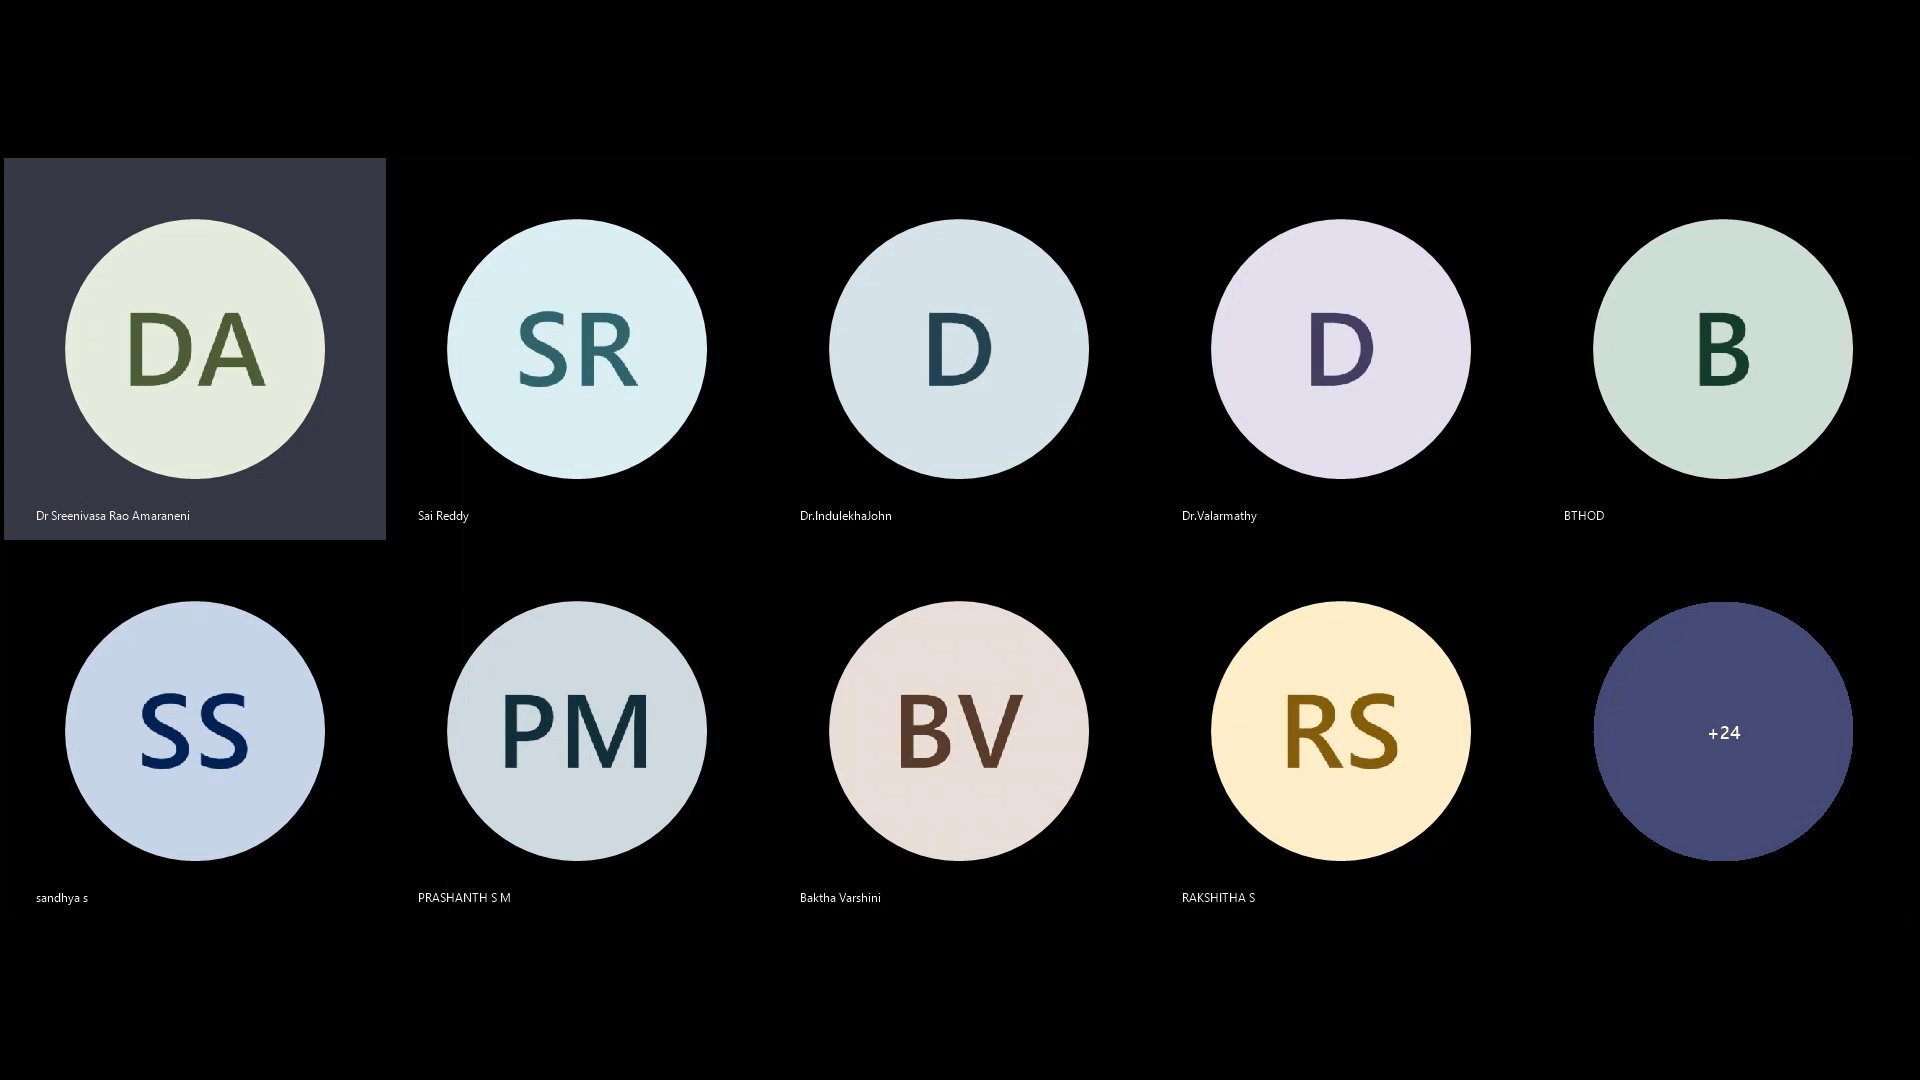 DA
SR
D
D
B
Dr Sreenivasa Rao Amaraneni
Sai Reddy
Dr.IndulekhaJohn
Dr.Valarmathy
BTHOD
SS
PM
BV
RS
+24
sandhya s
PRASHANTH S M
Baktha Varshini
RAKSHITHA S